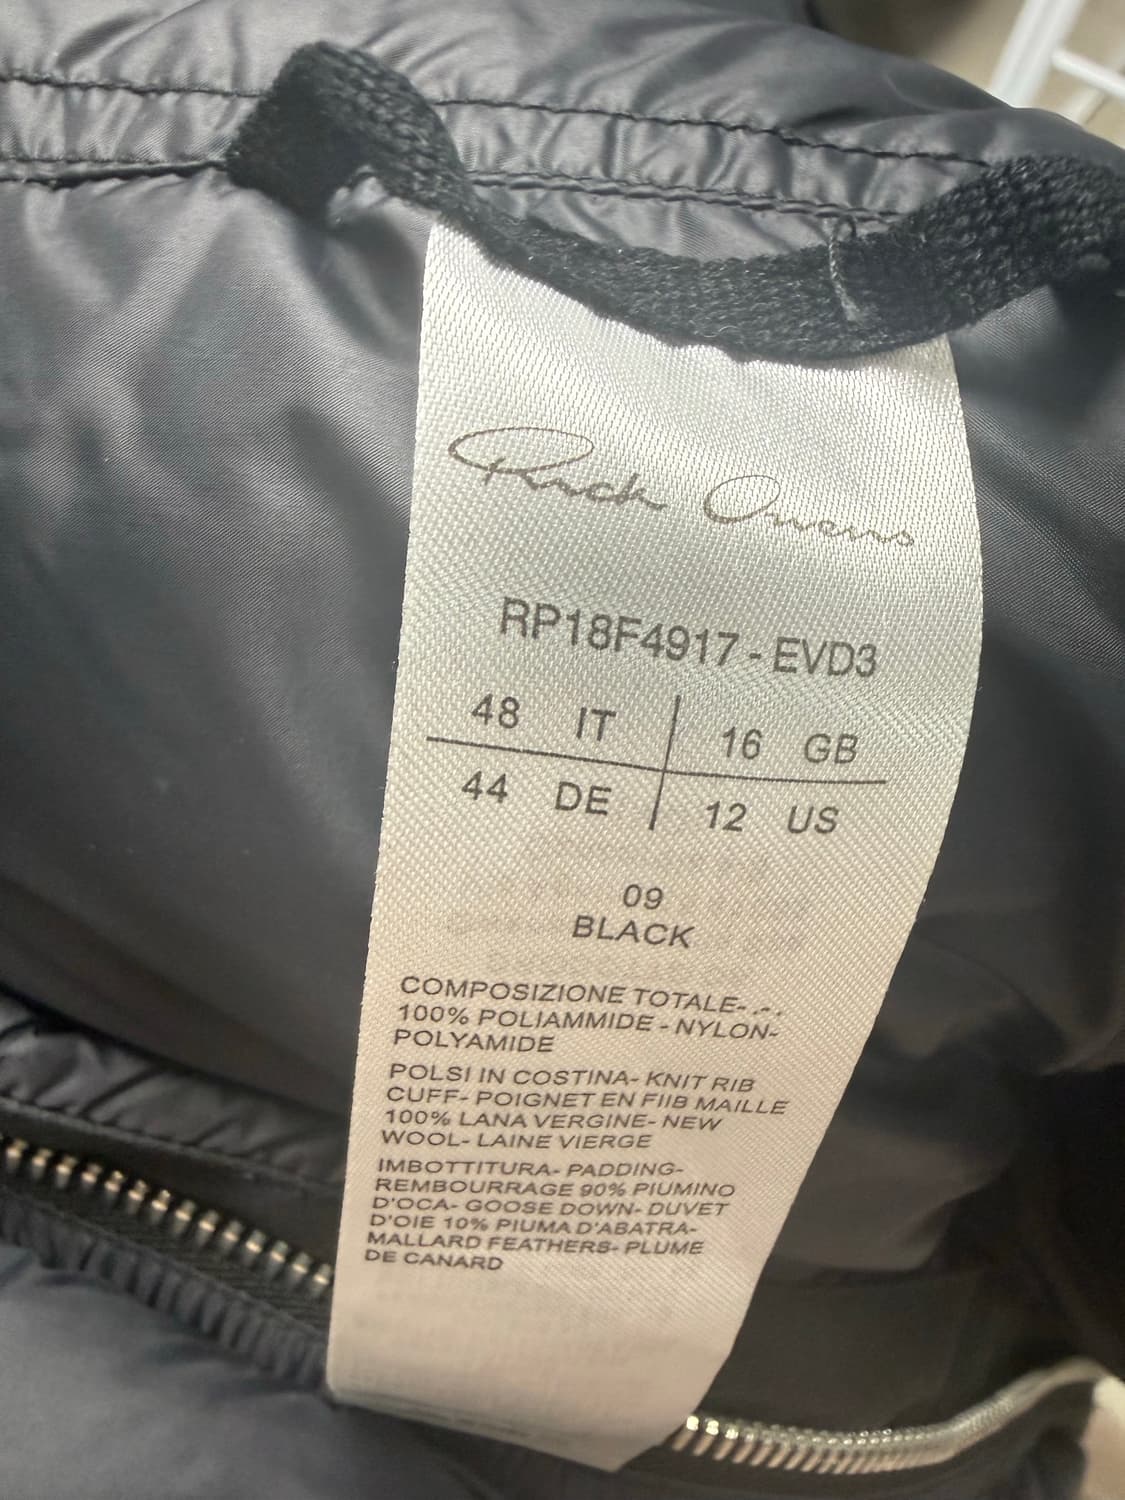 Rick Owens
RP18F4917 - EVD3
48 IT | 16 GB
44 DE | 12 US
09
BLACK
COMPOSIZIONE TOTALE- .-.
100% POLIAMMIDE - NYLON-
POLYAMIDE
POLSI IN COSTINA- KNIT RIB
CUFF- POIGNET EN FIIB MAILLE
100% LANA VERGINE- NEW
WOOL- LAINE VIERGE
IMBOTTITURA- PADDING-
REMBOURRAGE 90% PIUMINO
D'OCA- GOOSE DOWN- DUVET
D'OIE 10% PIUMA D'ABATRA-
MALLARD FEATHERS- PLUME
DE CANARD